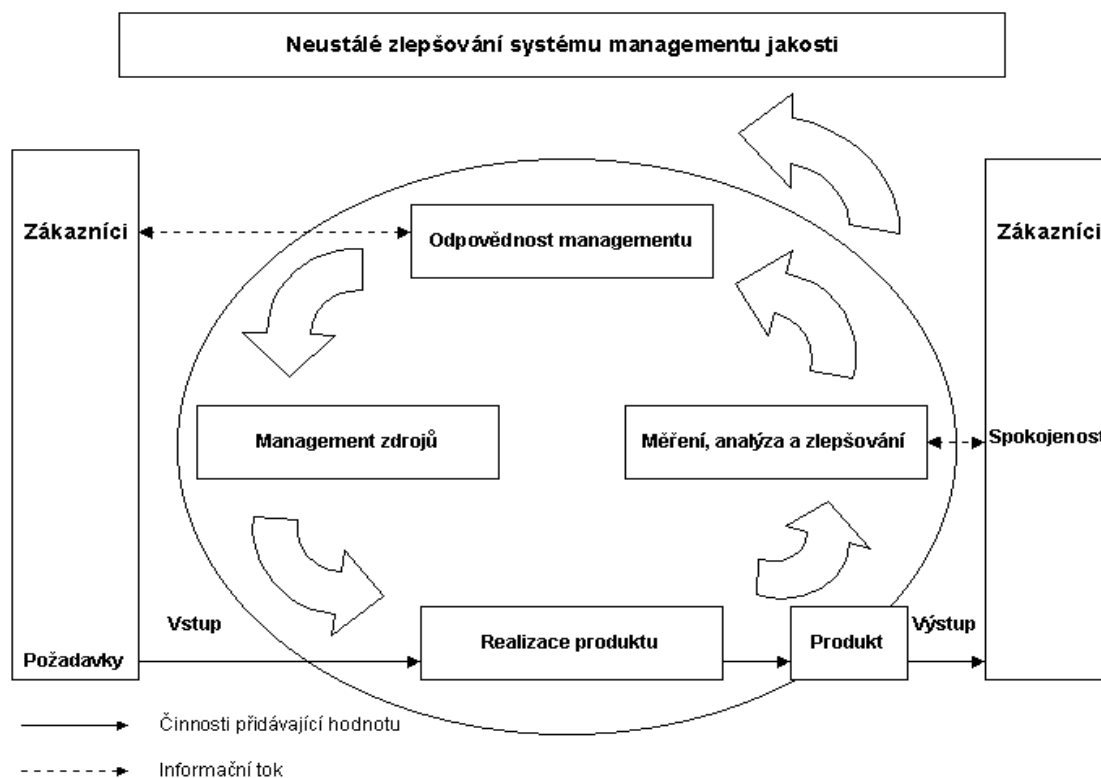 Neustálé zlepšování systému managementu jakosti
Zákazníci
Odpovědnost managementu
Zákazníci
Management zdrojů
Měření, analýza a zlepšování
Spokojenost
Vstup
Realizace produktu
Produkt
Výstup
Požadavky
Činnosti přidávající hodnotu
Informační tok